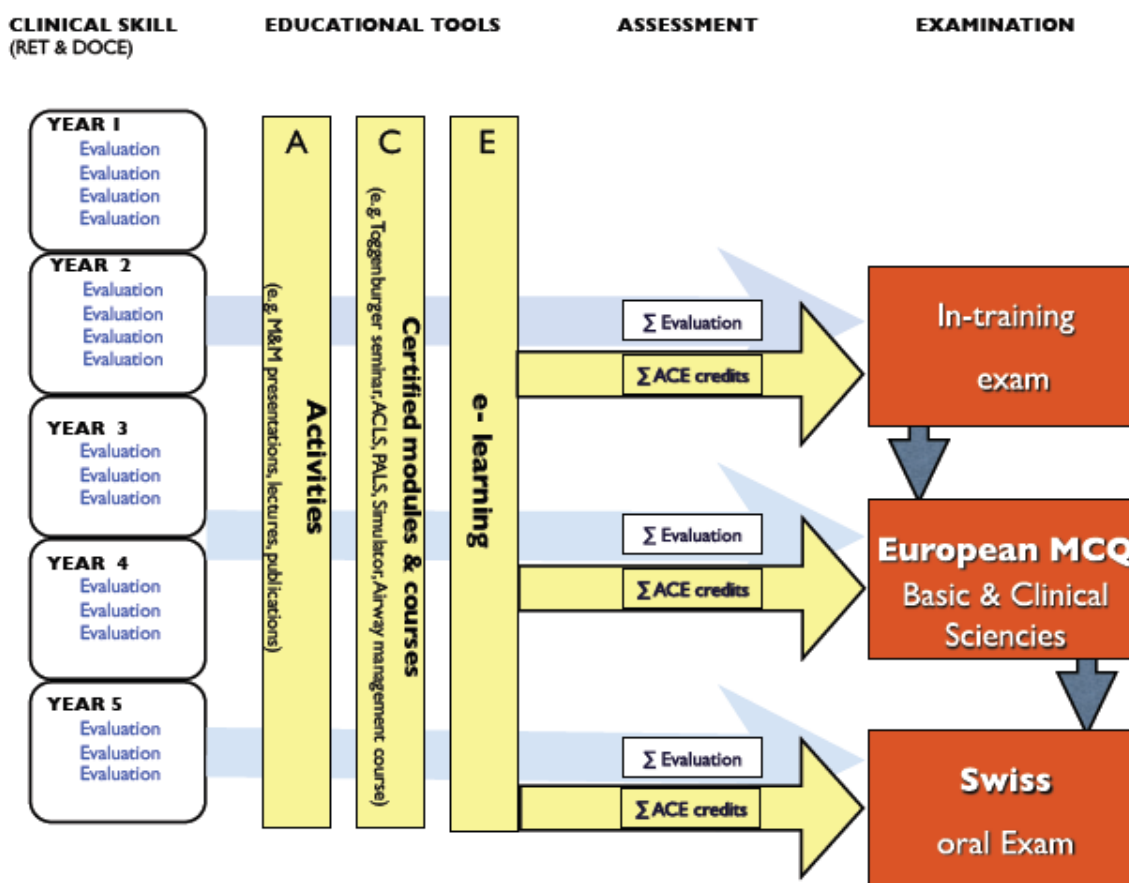 CLINICAL SKILL
(RET & DOCE)
EDUCATIONAL TOOLS
ASSESSMENT
EXAMINATION
YEAR 1
Evaluation
Evaluation
Evaluation
Evaluation
YEAR 2
Evaluation
Evaluation
Evaluation
Evaluation
YEAR 3
Evaluation
Evaluation
Evaluation
YEAR 4
Evaluation
Evaluation
Evaluation
YEAR 5
Evaluation
Evaluation
Evaluation
A
Activities
(e.g. M&M presentations, lectures, publications)
C
Certified modules & courses
(e.g Toggenburger seminar, ACLS, PALS, Simulator, Airway management course)
E
e- learning
∑ Evaluation
∑ ACE credits
∑ Evaluation
∑ ACE credits
∑ Evaluation
∑ ACE credits
In-training
exam
European MCQ
Basic & Clinical
Sciencies
Swiss
oral Exam